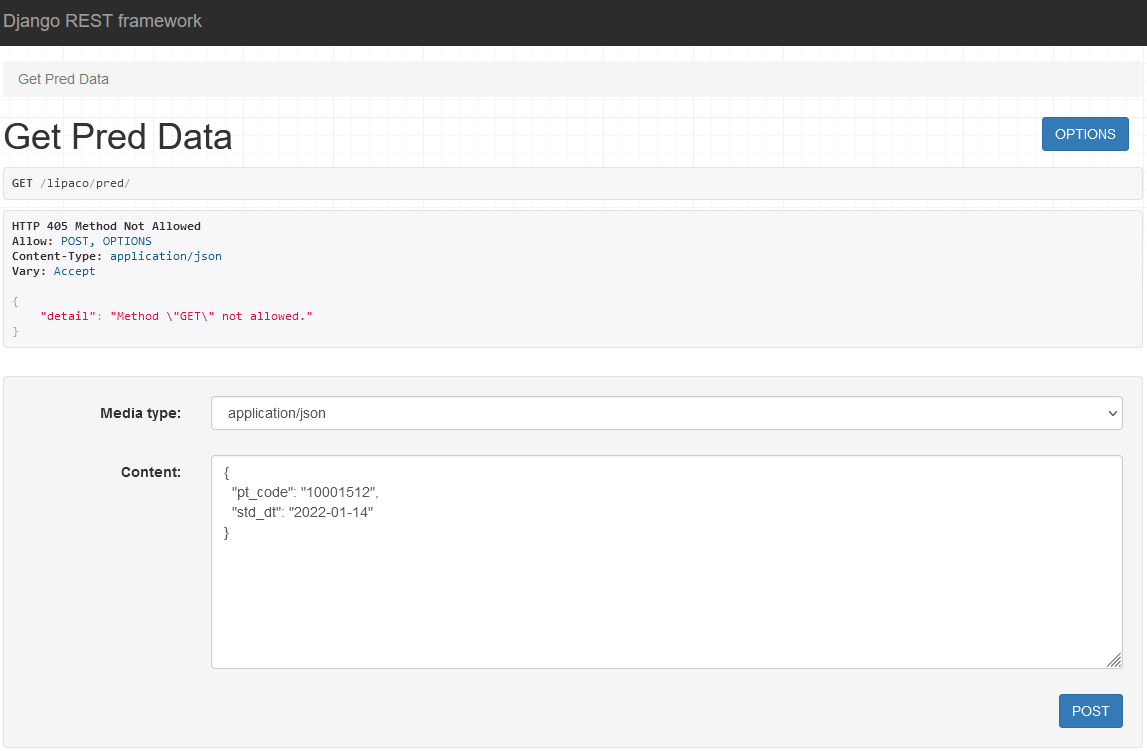 Django REST framework
Get Pred Data
Get Pred Data
OPTIONS
GET /lipaco/pred/
HTTP 405 Method Not Allowed
Allow: POST, OPTIONS
Content-Type: application/json
Vary: Accept
{
"detail": "Method \"GET\" not allowed."
}
Media type:
application/json
Content:
{
"pt_code": "10001512",
"std_dt": "2022-01-14"
}
POST